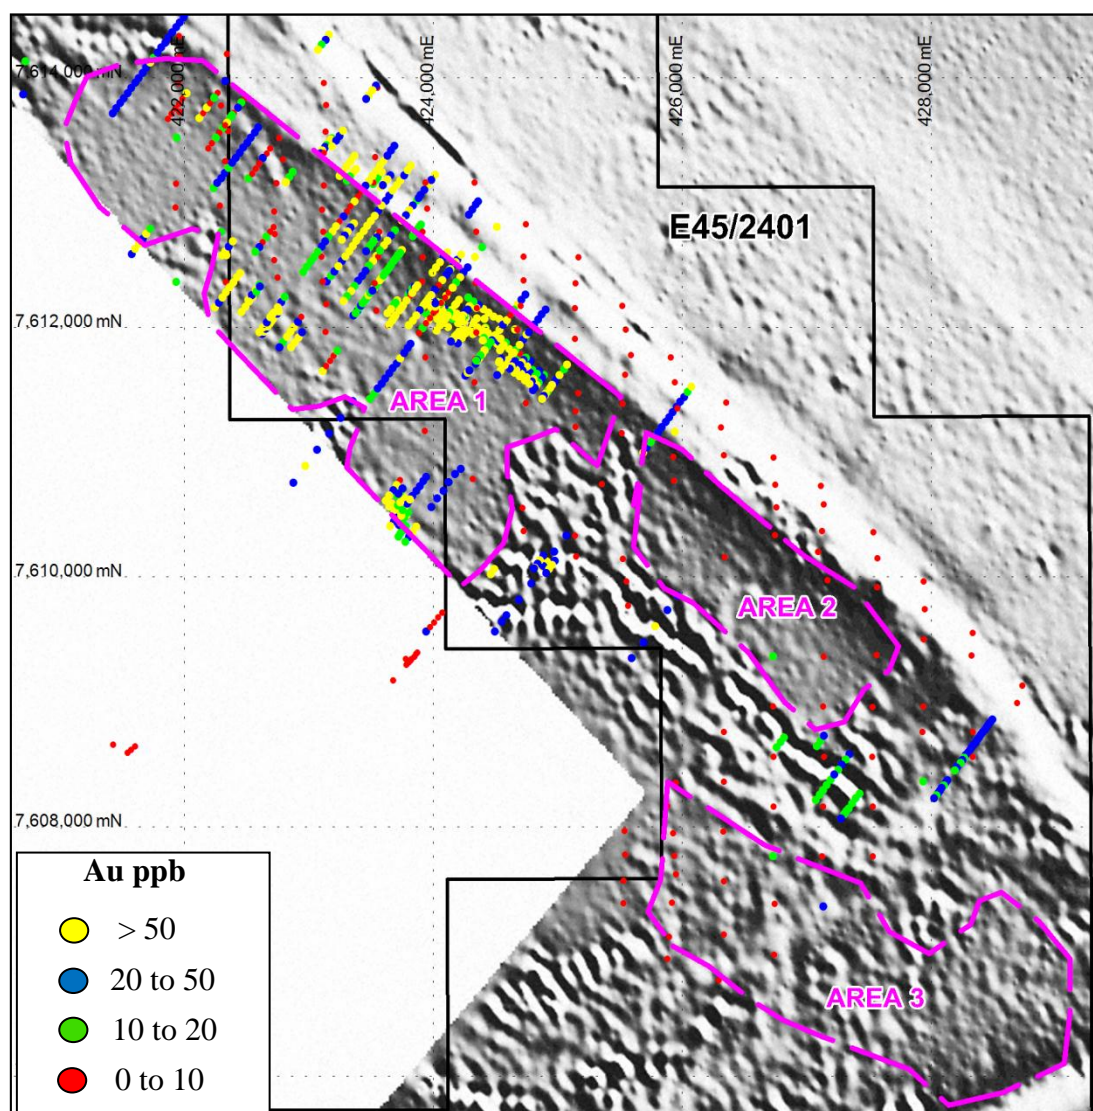 422,000 mE
424,000 mE
426,000 mE
428,000 mE
7,614,000 mN
E45/2401
7,612,000 mN
AREA 1
7,610,000 mN
AREA 2
7,608,000 mN
AREA 3
Au ppb
> 50
20 to 50
10 to 20
0 to 10